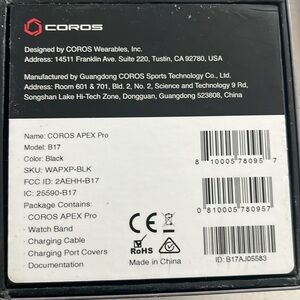 COROS
Designed by COROS Wearables, Inc.
Address: 14511 Franklin Ave. Suite 220, Tustin, CA 92780, USA
Manufactured by Guangdong COROS Sports Technology Co., Ltd.
Address: Room 601 & 701, Bld. 2, No. 2, Science and Technology 9 Rd,
Songshan Lake Hi-Tech Zone, Dongguan, Guangdong 523808, China
Name: COROS APEX Pro
Model: B17
Color: Black
SKU: WAPXP-BLK
FCC ID: 2AEHH-B17
IC: 25590-B17
Package Contains:
COROS APEX Pro
Watch Band
Charging Cable
Charging Port Covers
Documentation
CE
RoHS
Made in China
8 10005 78095 7
0 810005 780957
ID: B17AJ05583